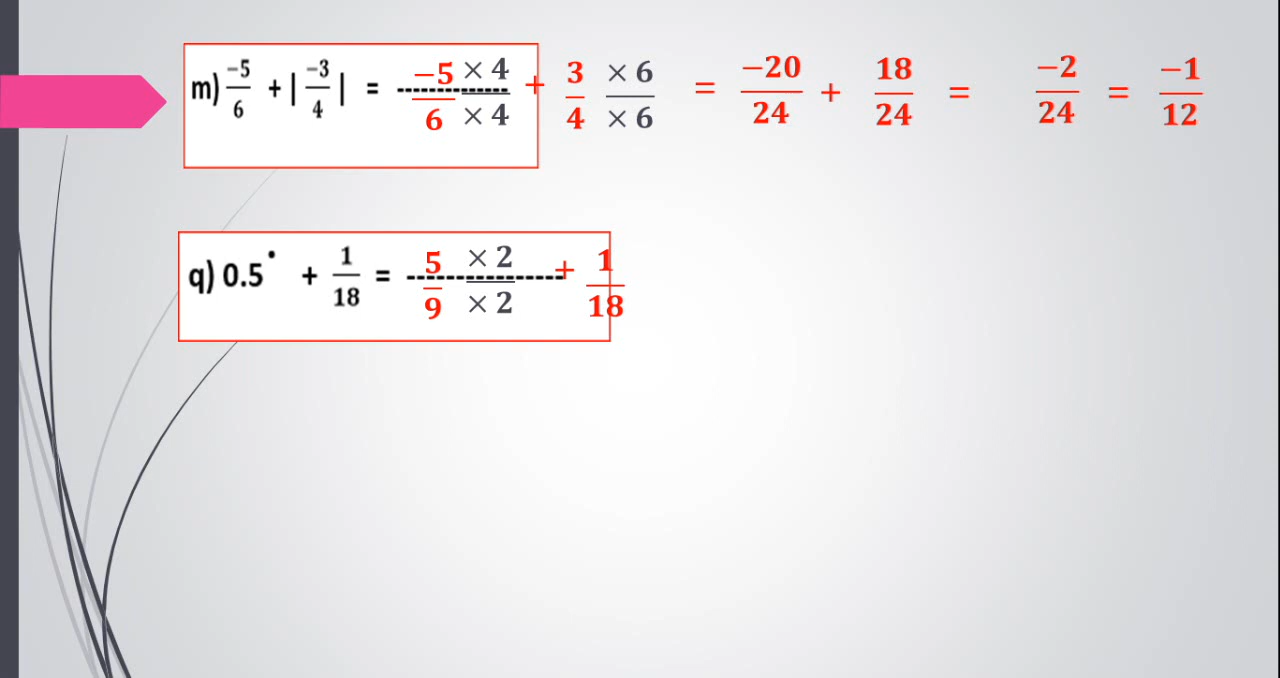 m) −5/6 + |−3/4| = −5/6 ×4/×4 + 3/4 ×6/×6 = −20/24 + 18/24 = −2/24 = −1/12
q) 0.5˙ + 1/18 = 5/9 ×2/×2 + 1/18